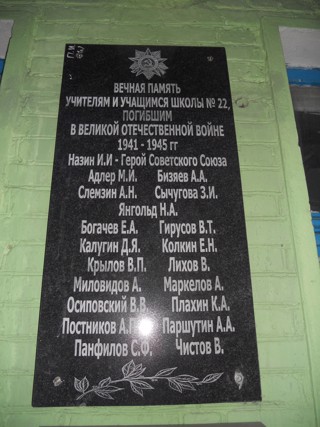 ВЕЧНАЯ ПАМЯТЬ
УЧИТЕЛЯМ И УЧАЩИМСЯ ШКОЛЫ № 22,
ПОГИБШИМ
В ВЕЛИКОЙ ОТЕЧЕСТВЕННОЙ ВОЙНЕ
1941 - 1945 гг
Назин И.И - Герой Советского Союза
Адлер М.И. Бизяев А.А.
Слемзин А.Н. Сычугова З.И.
Янгольд Н.А.
Богачев Е.А. Гирусов В.Т.
Калугин Д.Я. Колкин Е.Н.
Крылов В.П. Лихов В.
Миловидов А. Маркелов А.
Осиповский В.В. Плахин К.А.
Постников А.П. Паршутин А.А.
Панфилов С.Ф. Чистов В.